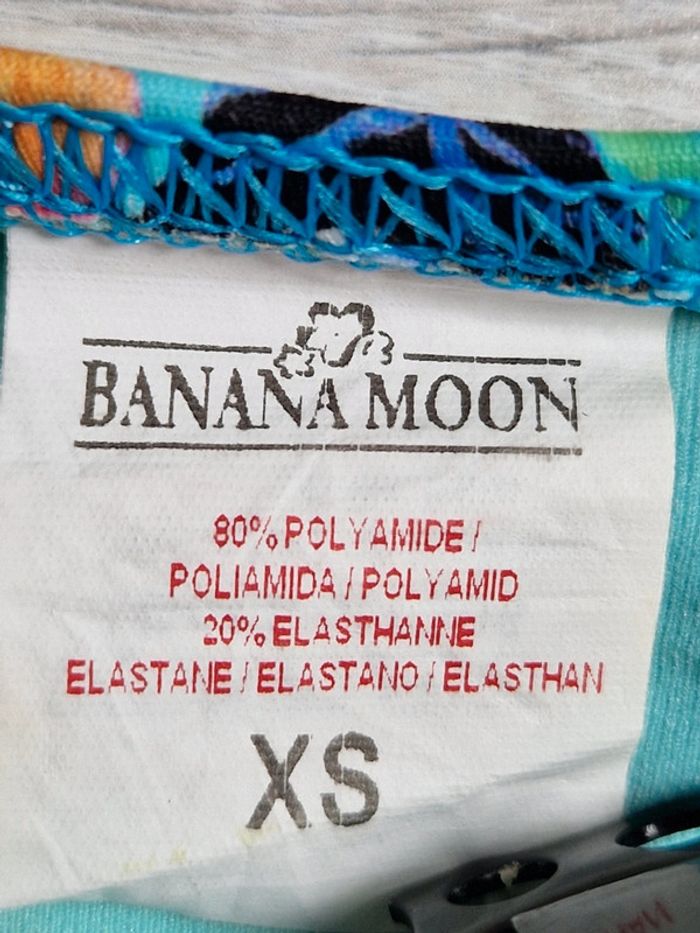 BANANA MOON
80% POLYAMIDE /
POLIAMIDA / POLYAMID
20% ELASTHANNE
ELASTANE / ELASTANO / ELASTHAN
XS